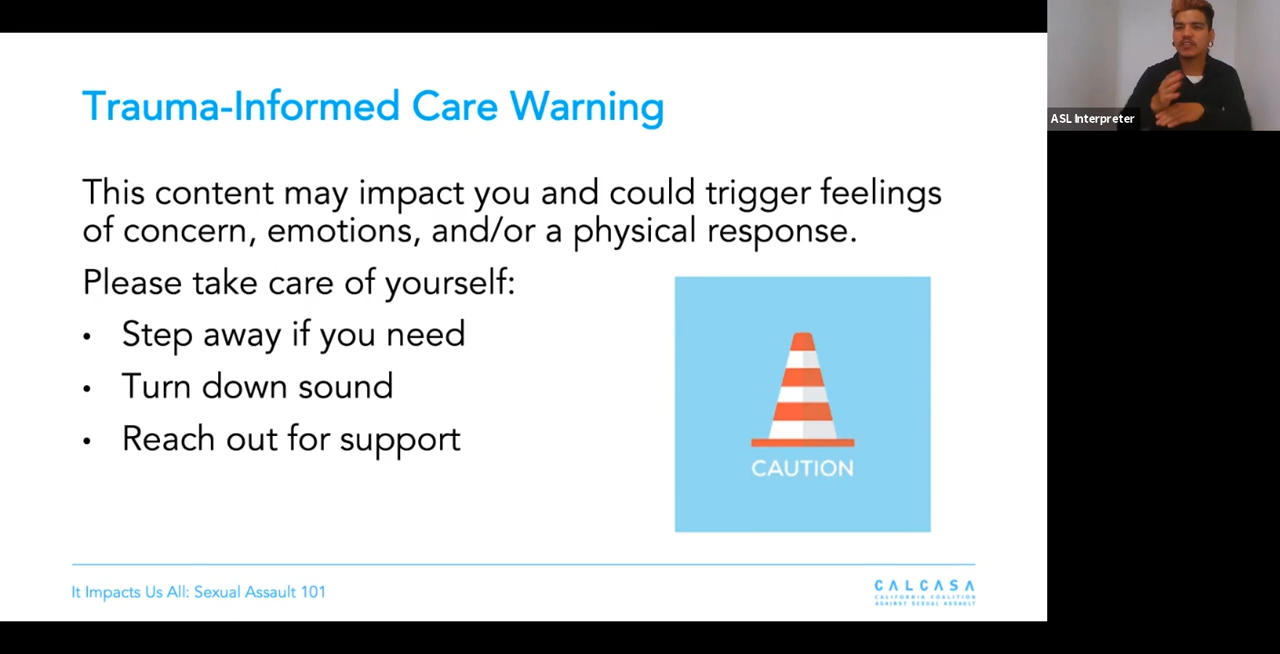 Trauma-Informed Care Warning
ASL Interpreter
This content may impact you and could trigger feelings
of concern, emotions, and/or a physical response.
Please take care of yourself:
• Step away if you need
• Turn down sound
• Reach out for support
CAUTION
It Impacts Us All: Sexual Assault 101
CALCASA
CALIFORNIA COALITION
AGAINST SEXUAL ASSAULT